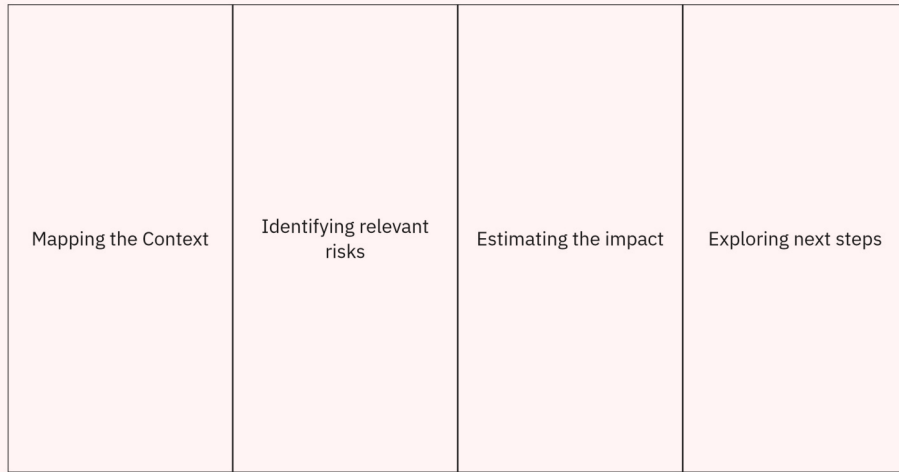 Mapping the Context
Identifying relevant
risks
Estimating the impact
Exploring next steps